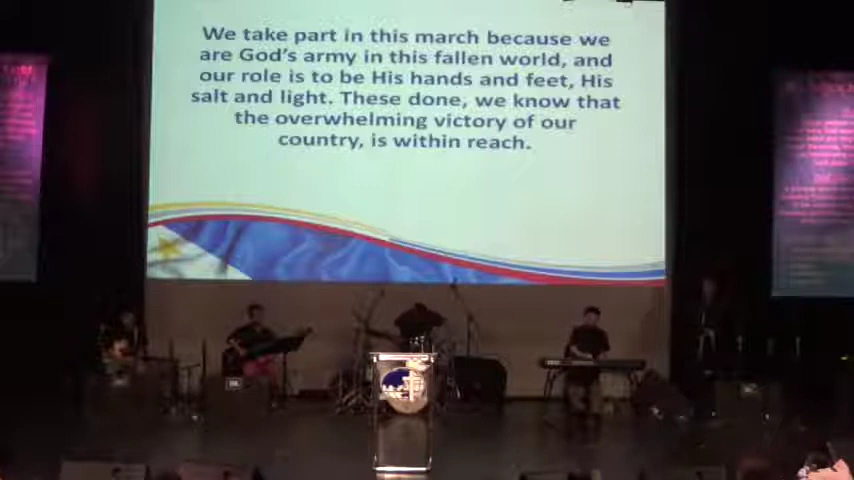 We take part in this march because we
are God's army in this fallen world, and
our role is to be His hands and feet, His
salt and light. These done, we know that
the overwhelming victory of our
country, is within reach.